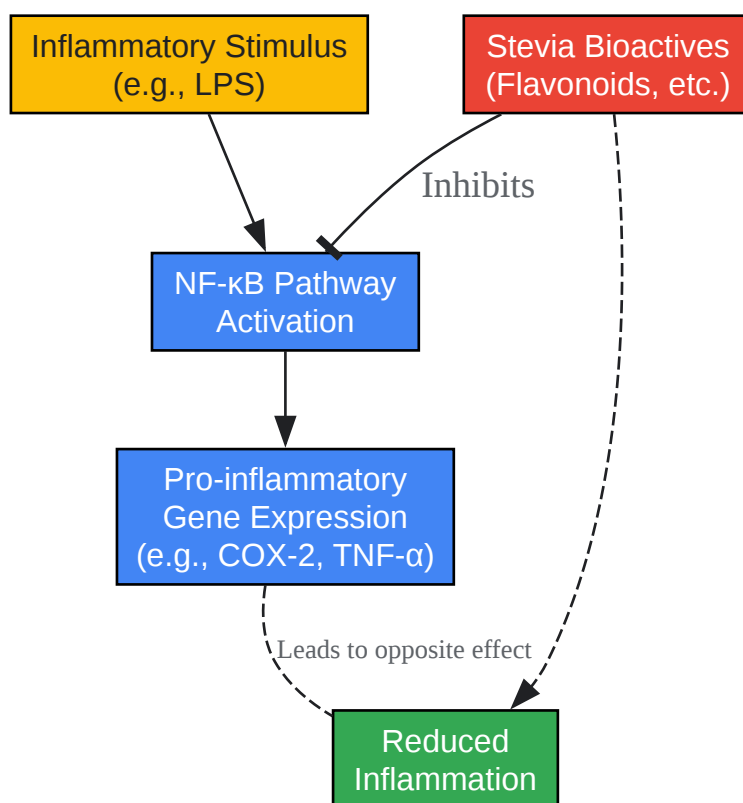 Inflammatory Stimulus
(e.g., LPS)
Stevia Bioactives
(Flavonoids, etc.)
Inhibits
NF-κB Pathway
Activation
Pro-inflammatory
Gene Expression
(e.g., COX-2, TNF-α)
Leads to opposite effect
Reduced
Inflammation